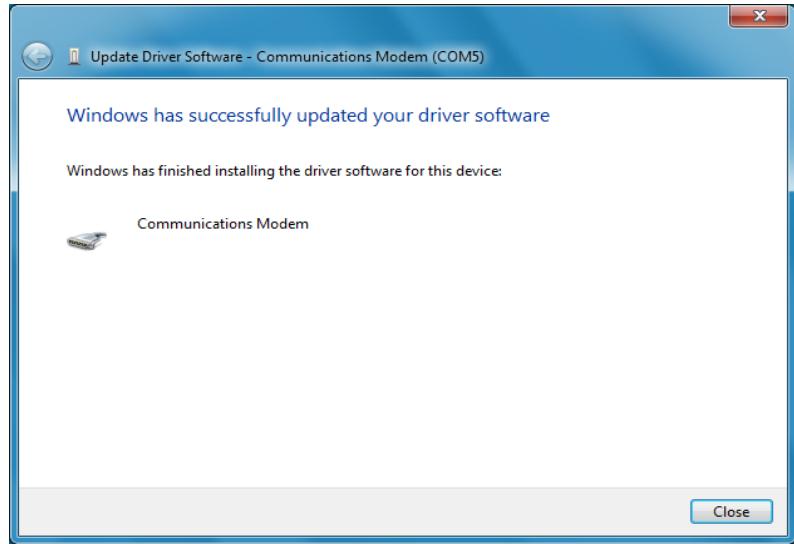 Update Driver Software - Communications Modem (COM5)
Windows has successfully updated your driver software
Windows has finished installing the driver software for this device:
Communications Modem
Close